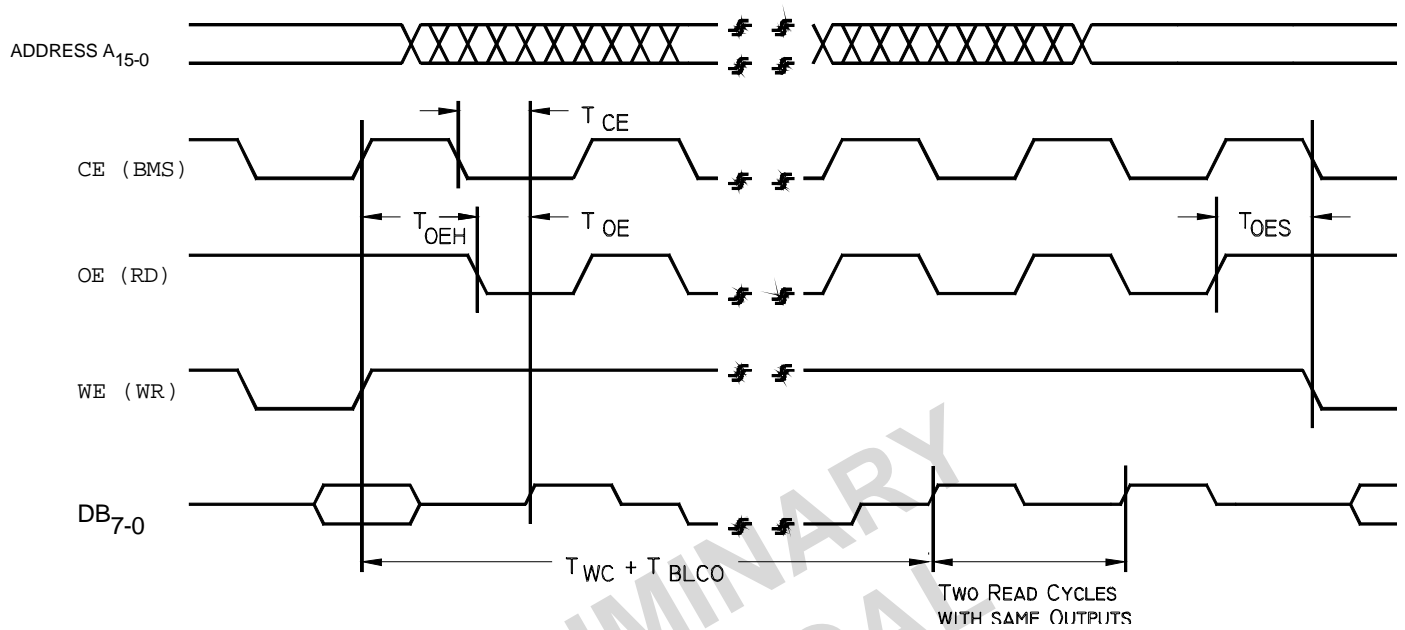 ADDRESS A15-0
T CE
CE (BMS)
T OEH
T OE
T OES
OE (RD)
WE (WR)
DB7-0
T WC + T BLCO
TWO READ CYCLES
WITH SAME OUTPUTS